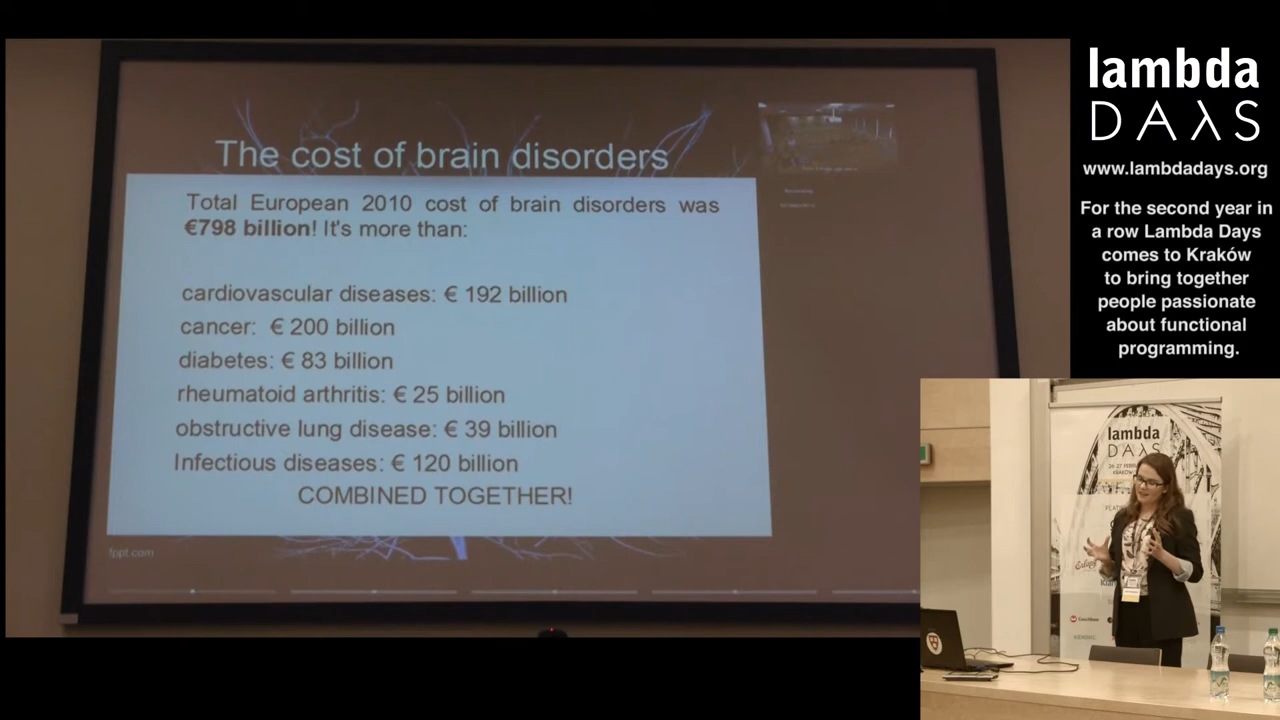 The cost of brain disorders
Total European 2010 cost of brain disorders was
€798 billion! It's more than:
cardiovascular diseases: € 192 billion
cancer: € 200 billion
diabetes: € 83 billion
rheumatoid arthritis: € 25 billion
obstructive lung disease: € 39 billion
Infectious diseases: € 120 billion
COMBINED TOGETHER!
fppt.com
lambda
DAλS
www.lambdadays.org
For the second year in
a row Lambda Days
comes to Kraków
to bring together
people passionate
about functional
programming.
lambda
DAλS